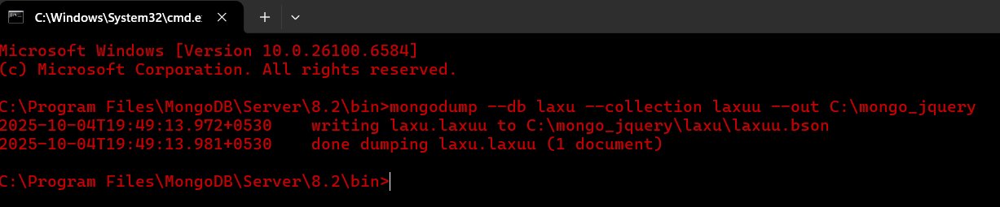 C:\Windows\System32\cmd.e
Microsoft Windows [Version 10.0.26100.6584]
(c) Microsoft Corporation. All rights reserved.
C:\Program Files\MongoDB\Server\8.2\bin>mongodump --db laxu --collection laxuu --out C:\mongo_jquery
2025-10-04T19:49:13.972+0530    writing laxu.laxuu to C:\mongo_jquery\laxu\laxuu.bson
2025-10-04T19:49:13.981+0530    done dumping laxu.laxuu (1 document)
C:\Program Files\MongoDB\Server\8.2\bin>